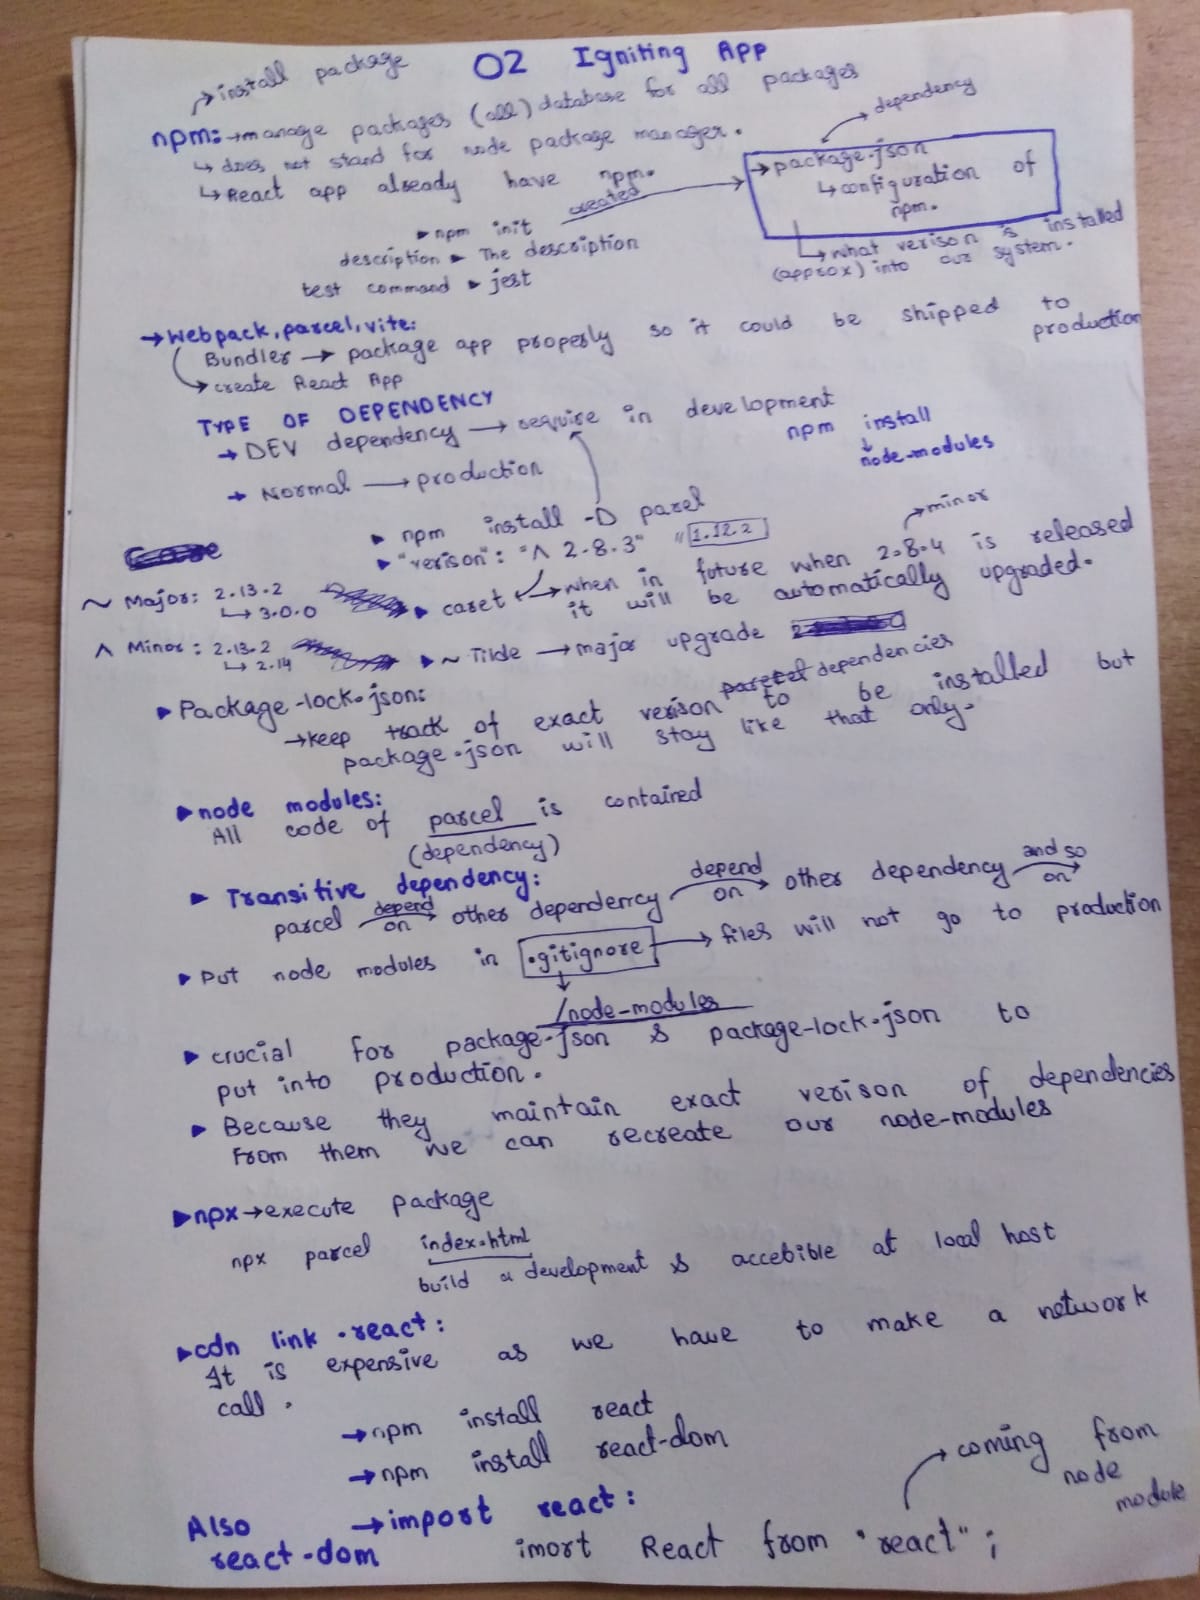 02 Igniting App
→install package
npm: →manage packages (all) database for all packages
↳ does not stand for node package manager.
↳ React app already have npm.
dependency
→package.json
↳ configuration of
npm.
↳ what verison is installed
(approx) into our system.
▸ npm init created
description ▸ The description
test command ▸ jest
→ Webpack, parcel, vite:
Bundler → package app properly so it could be shipped to
production
→ create React App
TYPE OF DEPENDENCY
→ DEV dependency → require in development
npm install
↓
node-modules
→ Normal → production
▸ npm install -D parel
▸ "verison": "^ 2.8.3" "1.12.2
→minor
▸ caret → when in future when 2.8.4 is released
it will be automatically upgraded.
~ Major: 2.13.2
↳ 3.0.0
^ Minor: 2.13.2
↳ 2.14
▸ ~ Tilde → major upgrade
▸ Package-lock.json:
dependencies
→keep track of exact verison to be installed but
package.json will stay like that only.
▸ node modules:
All code of parcel is contained
(dependency)
▸ Transitive dependency:
parcel depend on → other dependency depend on → other dependency and so on→
▸ Put node modules in .gitignore → files will not go to production
↓
/node-modules
▸ crucial for package.json & package-lock.json to
put into production.
▸ Because they maintain exact verison of dependencies
From them we can recreate our node-modules
▸npx→execute package
npx parcel index.html
build a development & accebible at local host
▸cdn link .react:
It is expensive as we have to make a network
call.
→npm install react
→npm install react-dom
Also → import react:
react-dom
imort React from "react";
→coming from
node
module